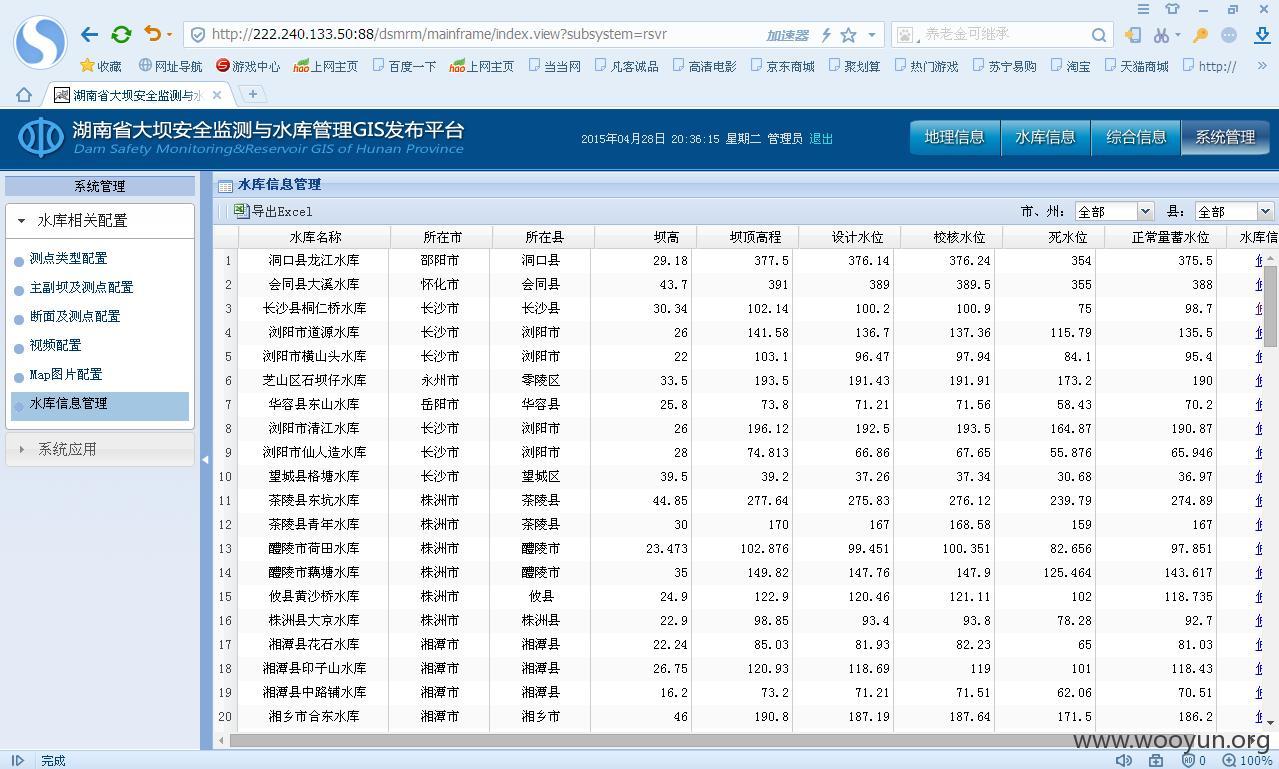 http://222.240.133.50:88/dsmrm/mainframe/index.view?subsystem=rsvr
加速器
养老金可继承
收藏 网址导航 游戏中心 上网主页 百度一下 上网主页 当当网 凡客诚品 高清电影 京东商城 聚划算 热门游戏 苏宁易购 淘宝 天猫商城 http://
湖南省大坝安全监测与水
湖南省大坝安全监测与水库管理GIS发布平台
Dam Safety Monitoring&Reservoir GIS of Hunan Province
2015年04月28日 20:36:15 星期二 管理员 退出
地理信息 水库信息 综合信息 系统管理
系统管理
水库相关配置
测点类型配置
主副坝及测点配置
断面及测点配置
视频配置
Map图片配置
水库信息管理
系统应用
水库信息管理
导出Excel
市、州: 全部 县: 全部
水库名称 所在市 所在县 坝高 坝顶高程 设计水位 校核水位 死水位 正常蓄水位 水库信
1 洞口县龙江水库 邵阳市 洞口县 29.18 377.5 376.14 376.24 354 375.5
2 会同县大溪水库 怀化市 会同县 43.7 391 389 389.5 355 388
3 长沙县桐仁桥水库 长沙市 长沙县 30.34 102.14 100.2 100.9 75 98.7
4 浏阳市道源水库 长沙市 浏阳市 26 141.58 136.7 137.36 115.79 135.5
5 浏阳市横山头水库 长沙市 浏阳市 22 103.1 96.47 97.94 84.1 95.4
6 芝山区石坝仔水库 永州市 零陵区 33.5 193.5 191.43 191.91 173.2 190
7 华容县东山水库 岳阳市 华容县 25.8 73.8 71.21 71.56 58.43 70.2
8 浏阳市清江水库 长沙市 浏阳市 26 196.12 192.5 193.5 164.87 190.87
9 浏阳市仙人造水库 长沙市 浏阳市 28 74.813 66.86 67.65 55.876 65.946
10 望城县格塘水库 长沙市 望城区 39.5 39.2 37.26 37.34 30.68 36.97
11 茶陵县东坑水库 株洲市 茶陵县 44.85 277.64 275.83 276.12 239.79 274.89
12 茶陵县青年水库 株洲市 茶陵县 30 170 167 168.58 159 167
13 醴陵市荷田水库 株洲市 醴陵市 23.473 102.876 99.451 100.351 82.656 97.851
14 醴陵市藕塘水库 株洲市 醴陵市 35 149.82 147.76 147.9 125.464 143.617
15 攸县黄沙桥水库 株洲市 攸县 24.9 122.9 120.46 121.11 102 118.735
16 株洲县大京水库 株洲市 株洲县 22.9 98.85 93.4 93.8 78.28 92.7
17 湘潭县花石水库 湘潭市 湘潭县 22.24 85.03 81.93 82.23 65 81.03
18 湘潭县印子山水库 湘潭市 湘潭县 26.75 120.93 118.69 119 101 118.43
19 湘潭县中路铺水库 湘潭市 湘潭县 16.2 73.2 71.21 71.51 62.06 70.51
20 湘乡市合东水库 湘潭市 湘乡市 46 190.8 187.19 187.64 171.5 186.2
www.wooyun.org
完成 0 100%